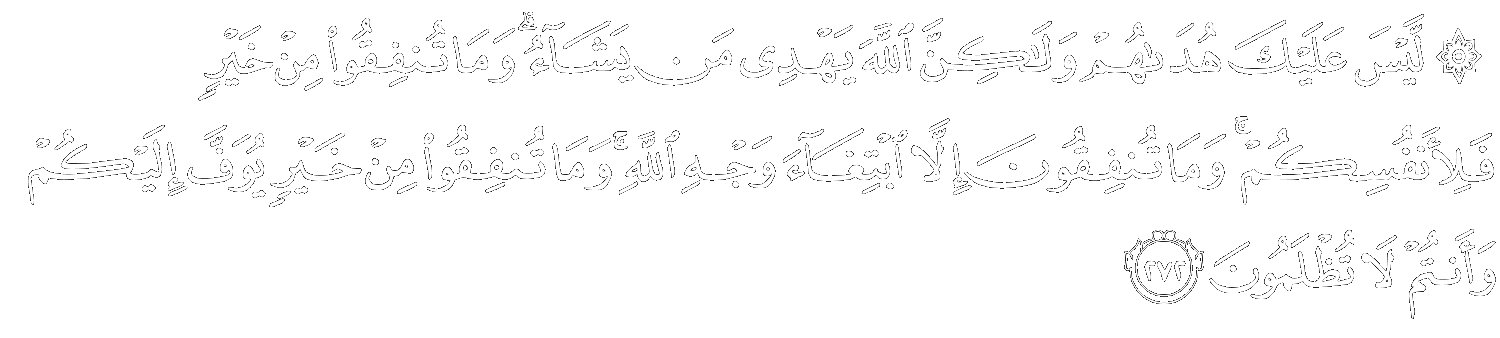 ۞ لَّيْسَ عَلَيْكَ هُدَىٰهُمْ وَلَٰكِنَّ ٱللَّهَ يَهْدِى مَن يَشَآءُ ۗ وَمَا تُنفِقُوا۟ مِنْ خَيْرٍ
فَلِأَنفُسِكُمْ ۚ وَمَا تُنفِقُونَ إِلَّا ٱبْتِغَآءَ وَجْهِ ٱللَّهِ ۚ وَمَا تُنفِقُوا۟ مِنْ خَيْرٍ يُوَفَّ إِلَيْكُمْ
وَأَنتُمْ لَا تُظْلَمُونَ ٢٧٢